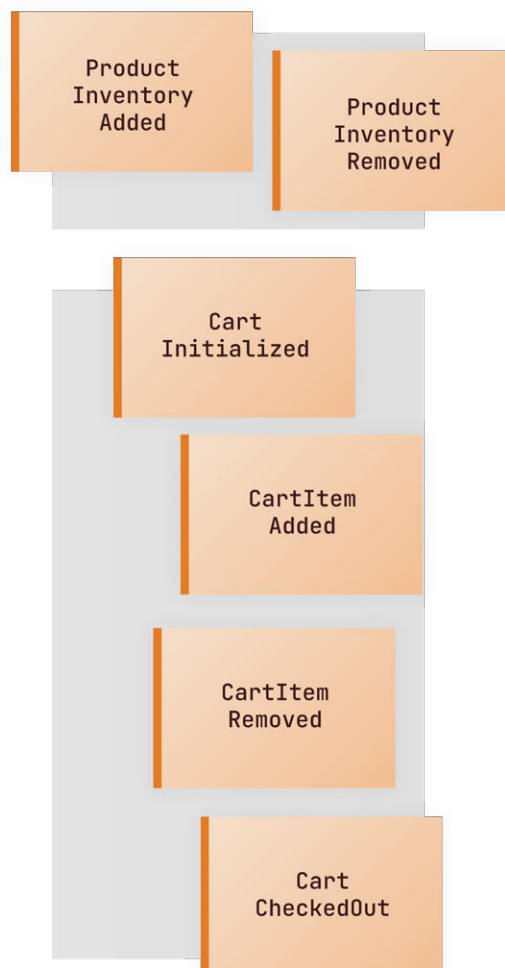 Product
Inventory
Added
Product
Inventory
Removed
Cart
Initialized
CartItem
Added
CartItem
Removed
Cart
CheckedOut